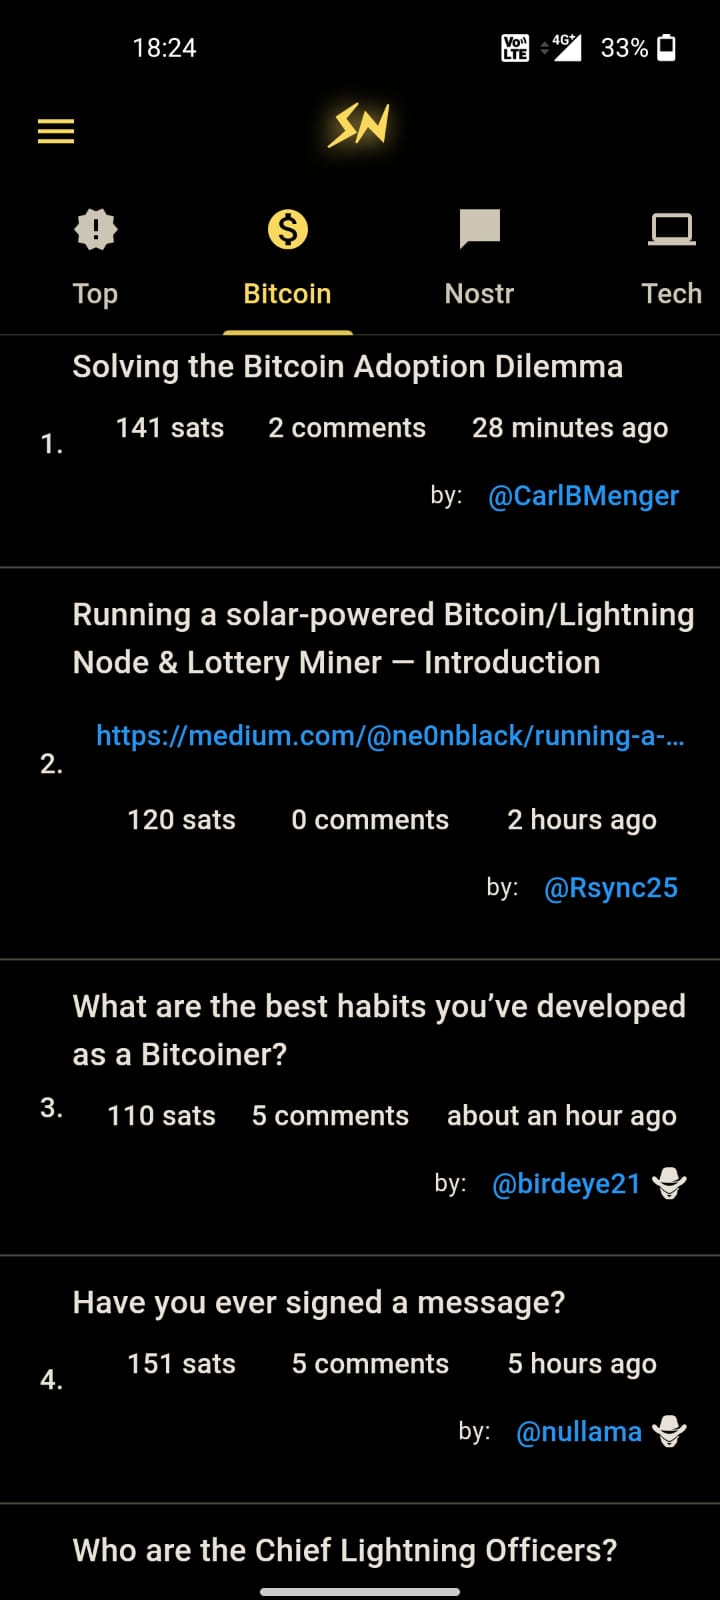 18:24 VoLTE 4G+ 33%
SN
Top Bitcoin Nostr Tech
Solving the Bitcoin Adoption Dilemma
1. 141 sats 2 comments 28 minutes ago
by: @CarlBMenger
Running a solar-powered Bitcoin/Lightning
Node & Lottery Miner — Introduction
https://medium.com/@ne0nblack/running-a-...
2.
120 sats 0 comments 2 hours ago
by: @Rsync25
What are the best habits you’ve developed
as a Bitcoiner?
3. 110 sats 5 comments about an hour ago
by: @birdeye21
Have you ever signed a message?
4. 151 sats 5 comments 5 hours ago
by: @nullama
Who are the Chief Lightning Officers?